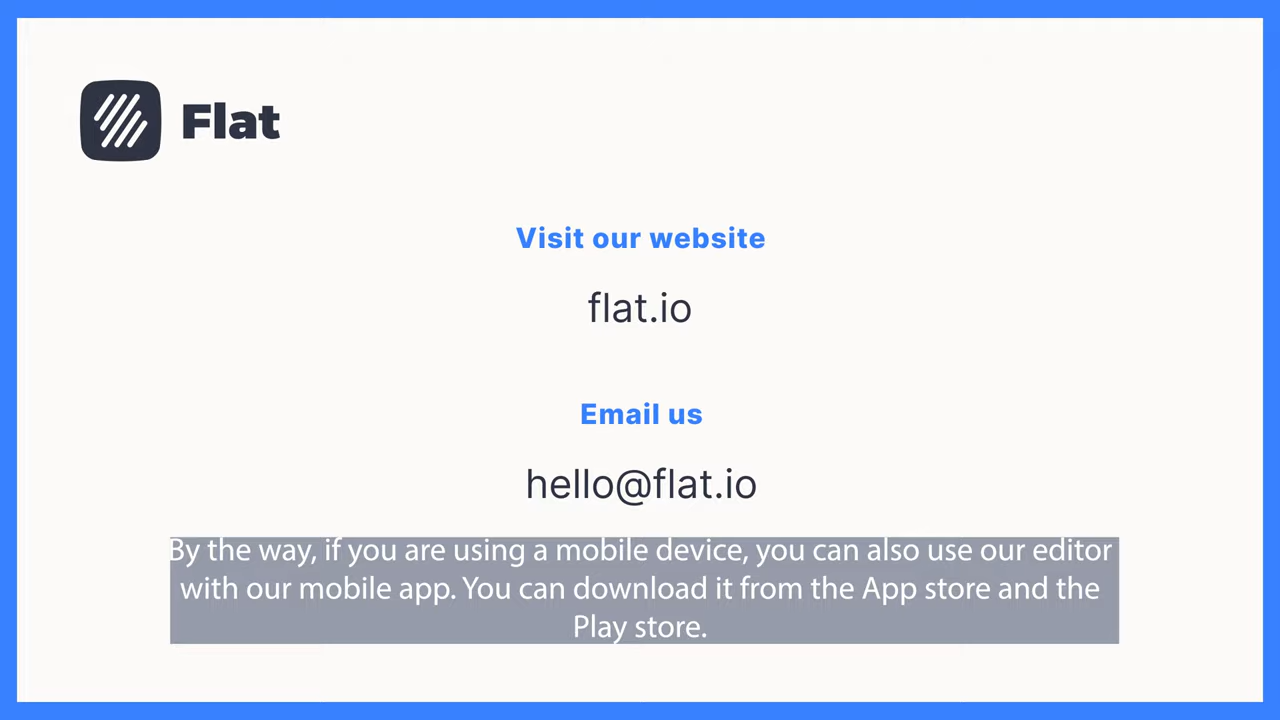 Flat
Visit our website
flat.io
Email us
hello@flat.io
By the way, if you are using a mobile device, you can also use our editor
with our mobile app. You can download it from the App store and the
Play store.